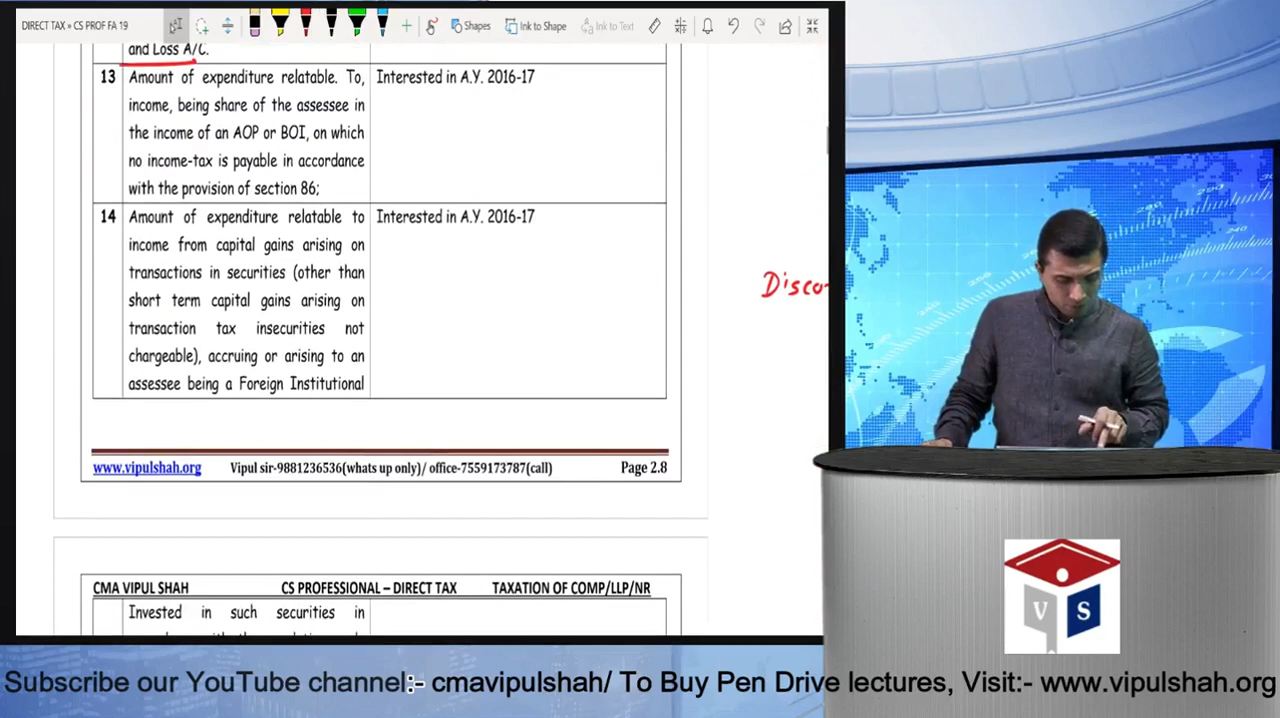 DIRECT TAX » CS PROF FA 19
Shapes
Ink to Shape
Ink to Text
and Loss A/C.
13 Amount of expenditure relatable. To, Interested in A.Y. 2016-17
income, being share of the assessee in
the income of an AOP or BOI, on which
no income-tax is payable in accordance
with the provision of section 86;
14 Amount of expenditure relatable to Interested in A.Y. 2016-17
income from capital gains arising on
transactions in securities (other than
short term capital gains arising on
transaction tax insecurities not
chargeable), accruing or arising to an
assessee being a Foreign Institutional
Disco
www.vipulshah.org Vipul sir-9881236536(whats up only)/ office-7559173787(call) Page 2.8
CMA VIPUL SHAH CS PROFESSIONAL – DIRECT TAX TAXATION OF COMP/LLP/NR
Invested in such securities in
V S
Subscribe our YouTube channel:- cmavipulshah/ To Buy Pen Drive lectures, Visit:- www.vipulshah.org